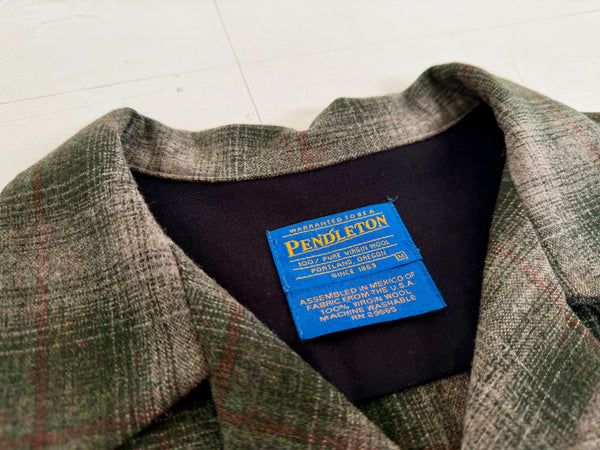 WARRANTED TO BE A
PENDLETON
100% PURE VIRGIN WOOL
PORTLAND, OREGON
SINCE 1863
M
ASSEMBLED IN MEXICO OF
FABRIC FROM THE U.S.A.
100% VIRGIN WOOL
MACHINE WASHABLE
RN 29685